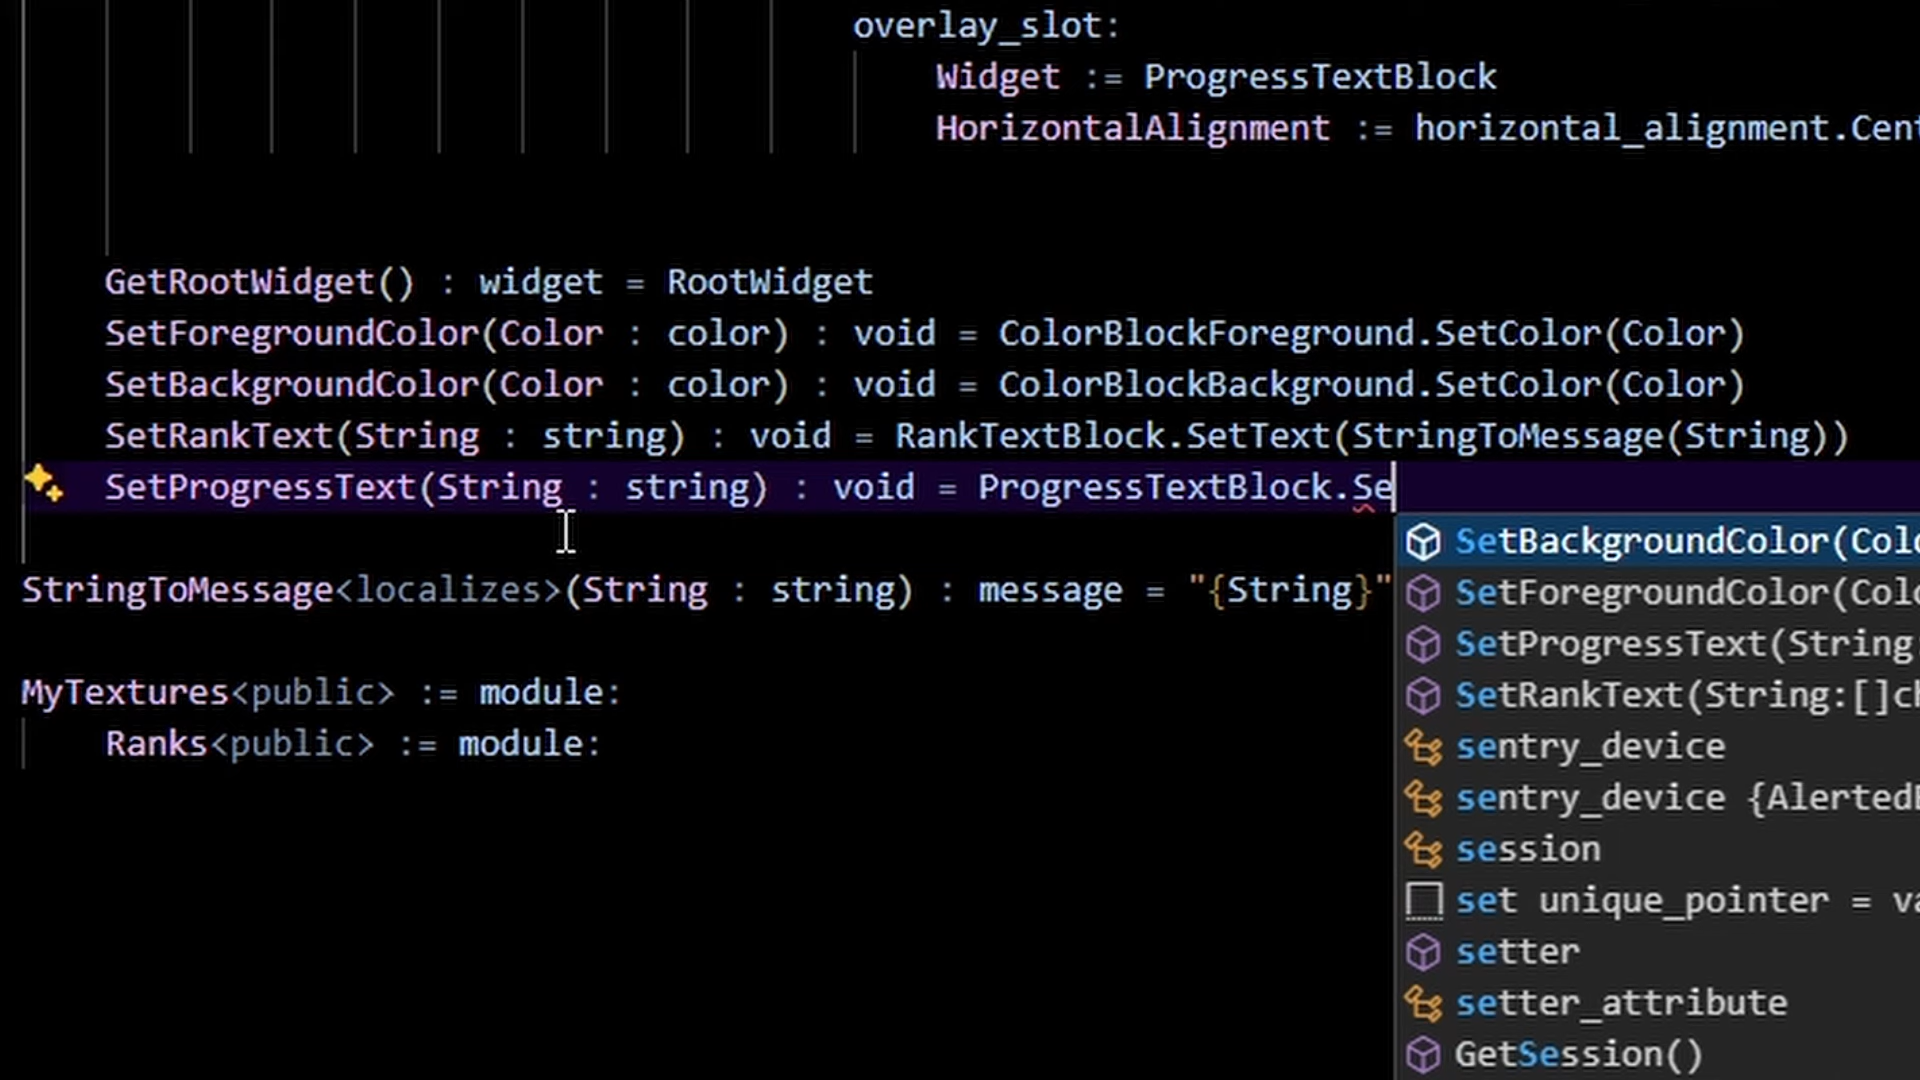 overlay_slot:
Widget := ProgressTextBlock
HorizontalAlignment := horizontal_alignment.Cent
GetRootWidget() : widget = RootWidget
SetForegroundColor(Color : color) : void = ColorBlockForeground.SetColor(Color)
SetBackgroundColor(Color : color) : void = ColorBlockBackground.SetColor(Color)
SetRankText(String : string) : void = RankTextBlock.SetText(StringToMessage(String))
SetProgressText(String : string) : void = ProgressTextBlock.Se
SetBackgroundColor(Colo
StringToMessage<localizes>(String : string) : message = "{String}"
SetForegroundColor(Colo
SetProgressText(String:
MyTextures<public> := module:
SetRankText(String:[]ch
Ranks<public> := module:
sentry_device
sentry_device {AlertedE
session
set unique_pointer = va
setter
setter_attribute
GetSession()